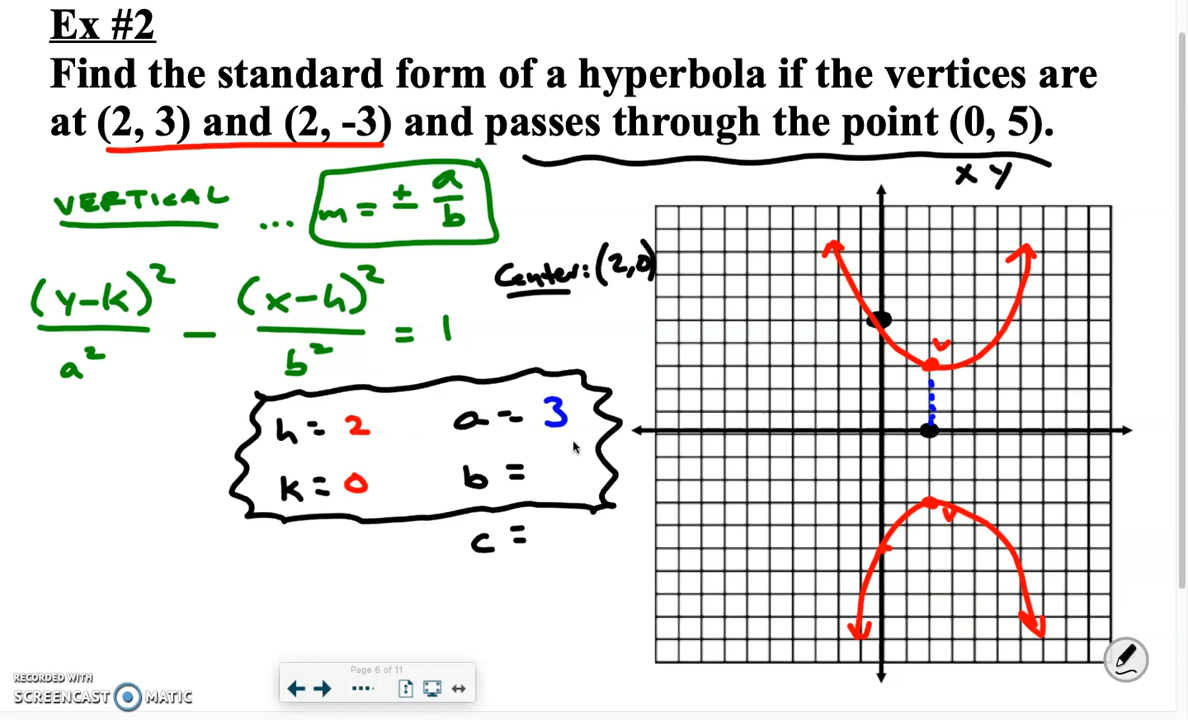 Ex #2
Find the standard form of a hyperbola if the vertices are
at (2, 3) and (2, -3) and passes through the point (0, 5).
x y
VERTICAL ... m = ± a/b
Center: (2,0)
(y-k)²/a² - (x-h)²/b² = 1
h = 2 a = 3
k = 0 b =
c =
v
v
Page 6 of 11
RECORDED WITH
SCREENCAST O MATIC